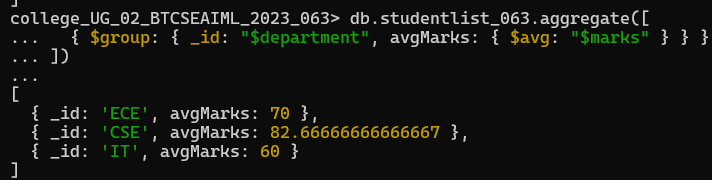 ]
college_UG_02_BTCSEAIML_2023_063> db.studentlist_063.aggregate([
...   { $group: { _id: "$department", avgMarks: { $avg: "$marks" } } }
... ])
...
[
  { _id: 'ECE', avgMarks: 70 },
  { _id: 'CSE', avgMarks: 82.66666666666667 },
  { _id: 'IT', avgMarks: 60 }
]